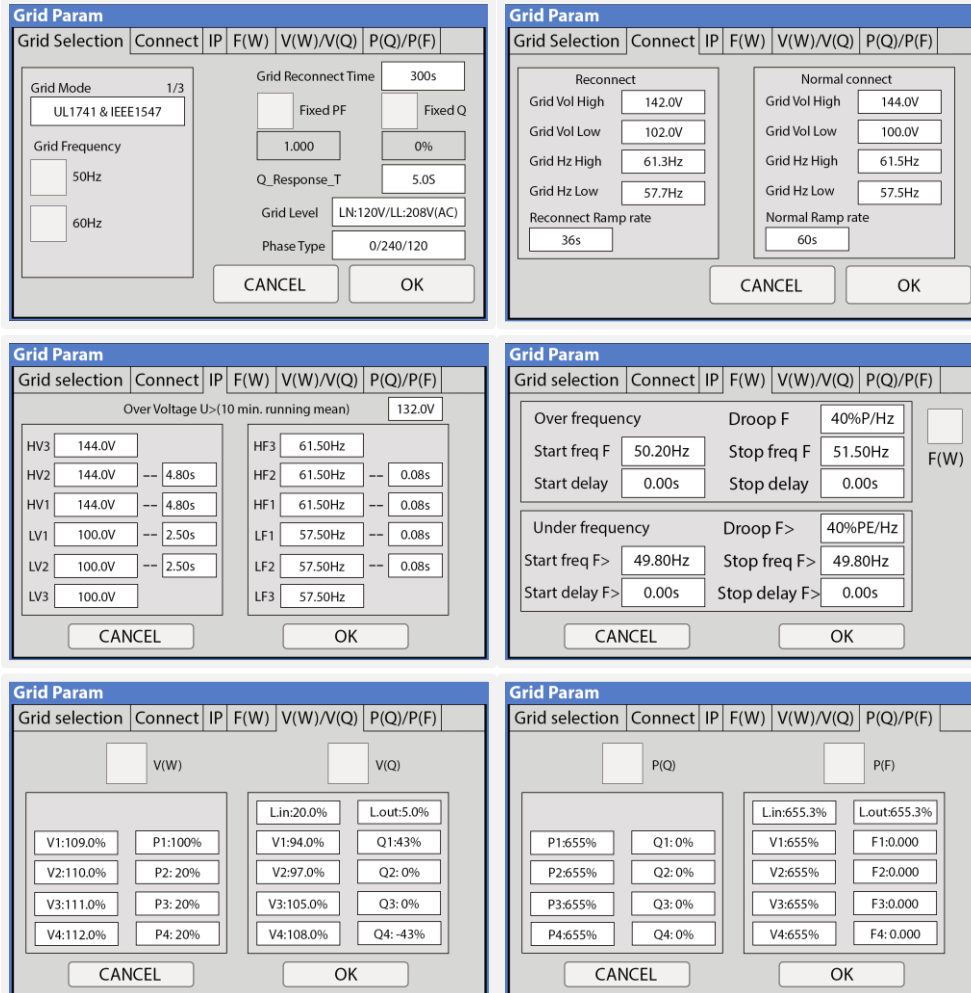 Grid Param
Grid Selection Connect IP F(W) V(W)/V(Q) P(Q)/P(F)
Grid Mode 1/3
UL1741 & IEEE1547
Grid Frequency
50Hz
60Hz
Grid Reconnect Time 300s
Fixed PF Fixed Q
1.000 0%
Q_Response_T 5.0S
Grid Level LN:120V/LL:208V(AC)
Phase Type 0/240/120
CANCEL OK
Grid Param
Grid Selection Connect IP F(W) V(W)/V(Q) P(Q)/P(F)
Reconnect
Grid Vol High 142.0V
Grid Vol Low 102.0V
Grid Hz High 61.3Hz
Grid Hz Low 57.7Hz
Reconnect Ramp rate
36s
Normal connect
Grid Vol High 144.0V
Grid Vol Low 100.0V
Grid Hz High 61.5Hz
Grid Hz Low 57.5Hz
Normal Ramp rate
60s
CANCEL OK
Grid Param
Grid selection Connect IP F(W) V(W)/V(Q) P(Q)/P(F)
Over Voltage U>(10 min. running mean) 132.0V
HV3 144.0V
HV2 144.0V -- 4.80s
HV1 144.0V -- 4.80s
LV1 100.0V -- 2.50s
LV2 100.0V -- 2.50s
LV3 100.0V
HF3 61.50Hz
HF2 61.50Hz -- 0.08s
HF1 61.50Hz -- 0.08s
LF1 57.50Hz -- 0.08s
LF2 57.50Hz -- 0.08s
LF3 57.50Hz
CANCEL OK
Grid Param
Grid selection Connect IP F(W) V(W)/V(Q) P(Q)/P(F)
Over frequency Droop F 40%P/Hz
Start freq F 50.20Hz Stop freq F 51.50Hz
Start delay 0.00s Stop delay 0.00s
F(W)
Under frequency Droop F> 40%PE/Hz
Start freq F> 49.80Hz Stop freq F> 49.80Hz
Start delay F> 0.00s Stop delay F> 0.00s
CANCEL OK
Grid Param
Grid selection Connect IP F(W) V(W)/V(Q) P(Q)/P(F)
V(W)
V1:109.0% P1:100%
V2:110.0% P2: 20%
V3:111.0% P3: 20%
V4:112.0% P4: 20%
V(Q)
L.in:20.0% L.out:5.0%
V1:94.0% Q1:43%
V2:97.0% Q2: 0%
V3:105.0% Q3: 0%
V4:108.0% Q4: -43%
CANCEL OK
Grid Param
Grid selection Connect IP F(W) V(W)/V(Q) P(Q)/P(F)
P(Q)
P1:655% Q1: 0%
P2:655% Q2: 0%
P3:655% Q3: 0%
P4:655% Q4: 0%
P(F)
L.in:655.3% L.out:655.3%
V1:655% F1:0.000
V2:655% F2:0.000
V3:655% F3:0.000
V4:655% F4: 0.000
CANCEL OK